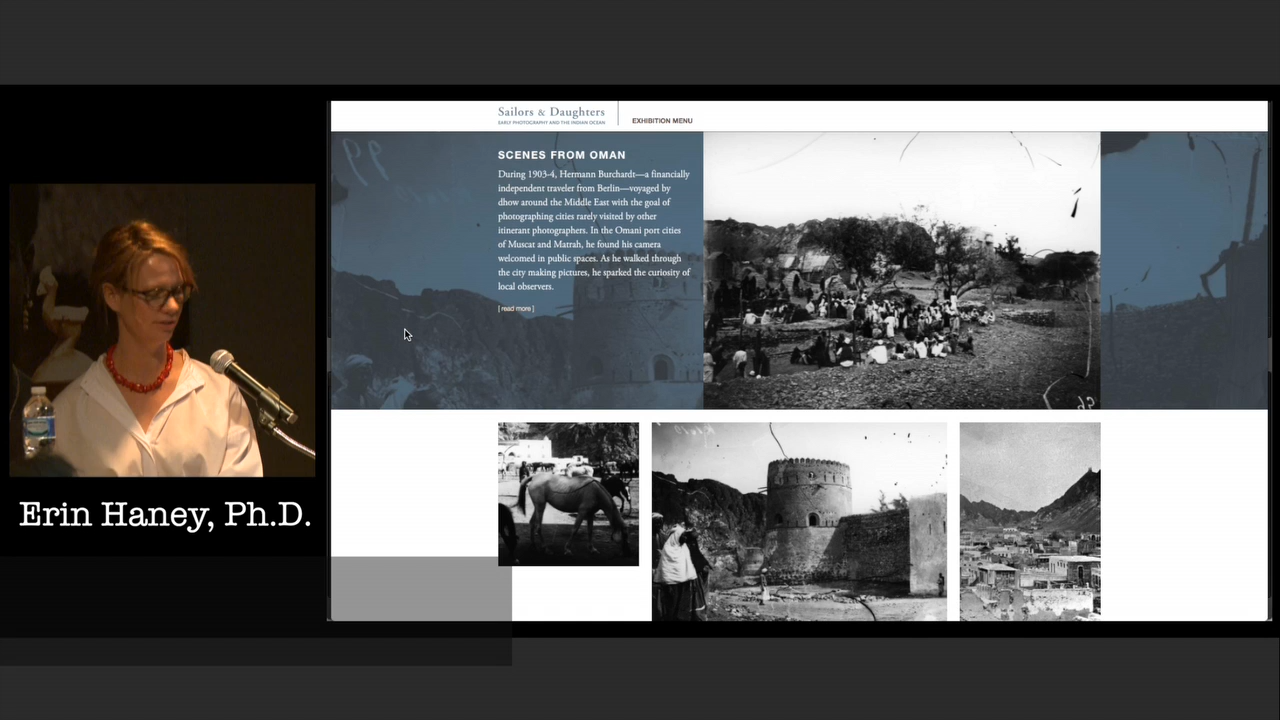 Sailors & Daughters
EARLY PHOTOGRAPHY AND THE INDIAN OCEAN
EXHIBITION MENU
SCENES FROM OMAN
During 1903-4, Hermann Burchardt—a financially
independent traveler from Berlin—voyaged by
dhow around the Middle East with the goal of
photographing cities rarely visited by other
itinerant photographers. In the Omani port cities
of Muscat and Matrah, he found his camera
welcomed in public spaces. As he walked through
the city making pictures, he sparked the curiosity of
local observers.
[ read more ]
Erin Haney, Ph.D.